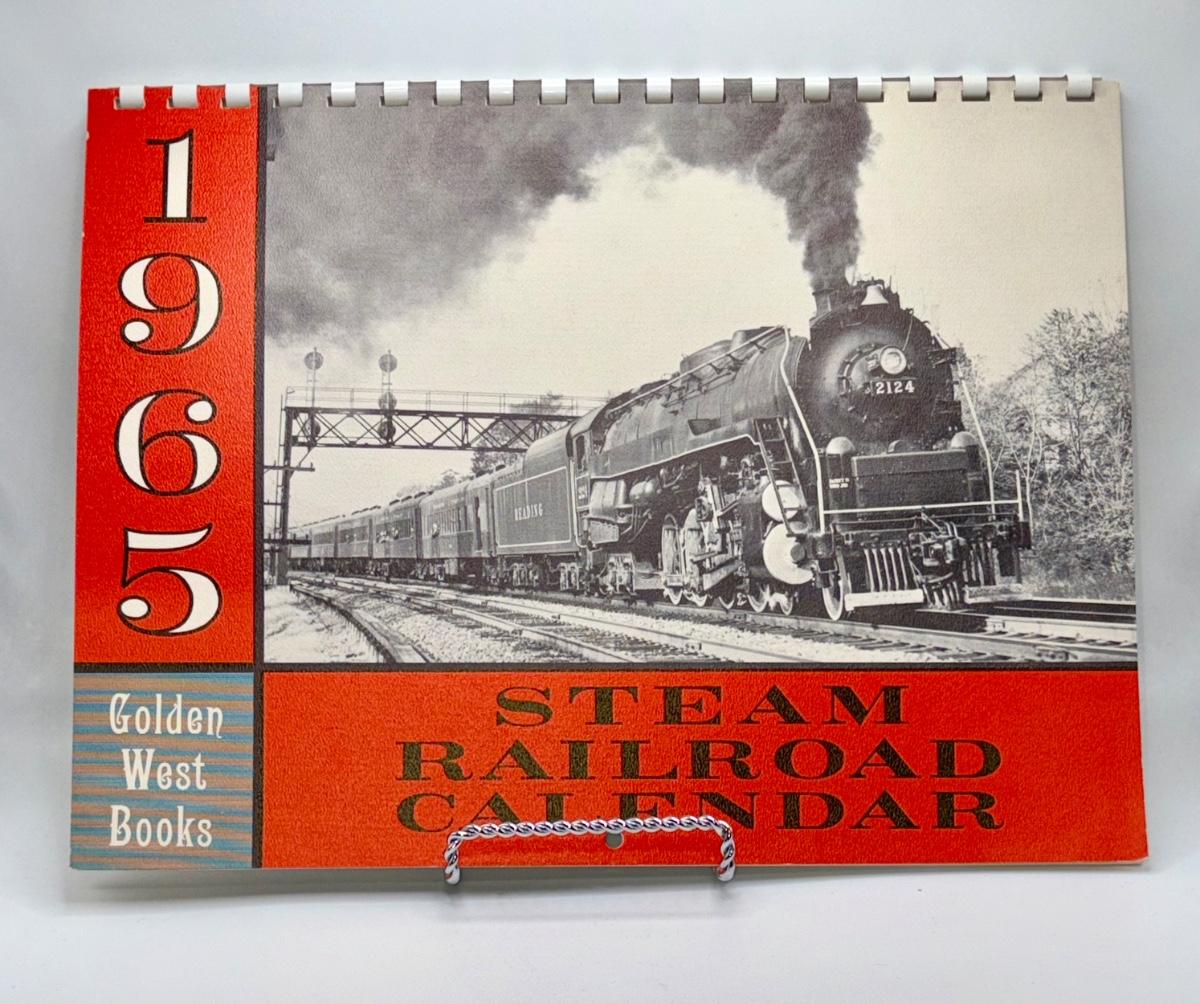 1
9
6
5
2124
READING
Golden
West
Books
STEAM
RAILROAD
CALENDAR